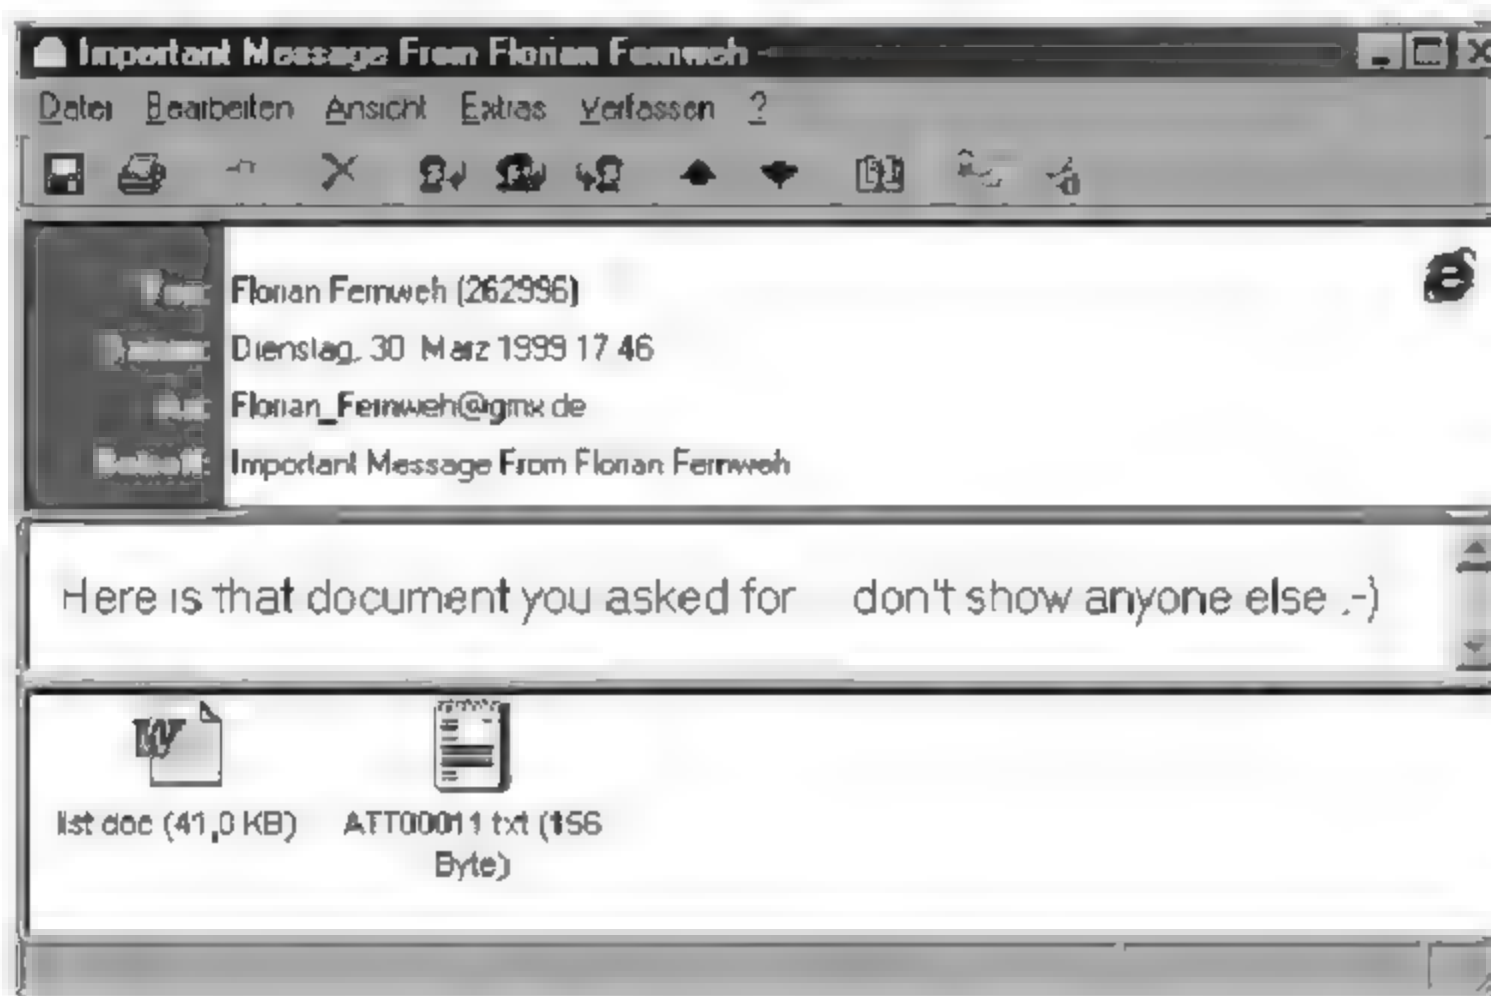 Important Message From Florian Fernweh -
Datei Bearbeiten Ansicht Extras Verfassen ?
Florian Fernweh (262996)
Dienstag, 30 März 1999 17 46
Florian_Fernweh@gmx de
Important Message From Florian Fernweh
Here is that document you asked for don't show anyone else ;-)
list doc (41,0 KB) ATT00011 txt (156
Byte)